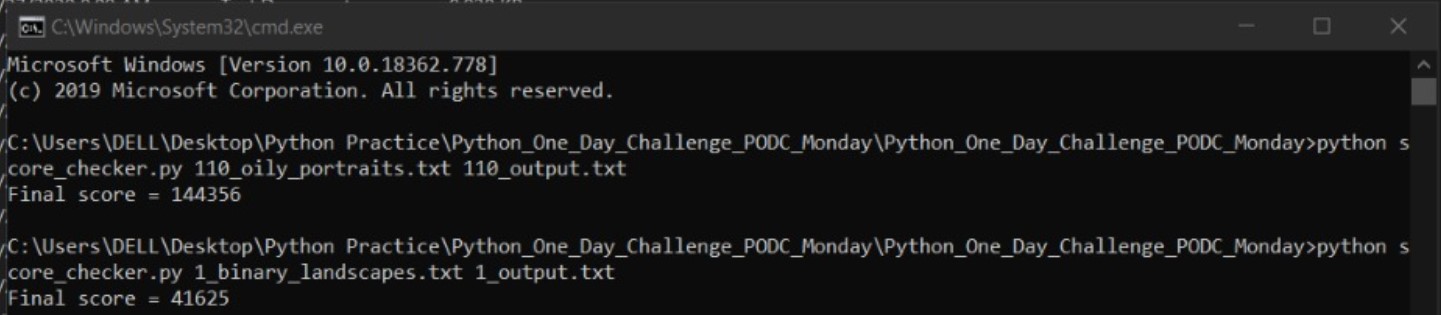 C:\Windows\System32\cmd.exe
Microsoft Windows [Version 10.0.18362.778]
(c) 2019 Microsoft Corporation. All rights reserved.
C:\Users\DELL\Desktop\Python Practice\Python_One_Day_Challenge_PODC_Monday\Python_One_Day_Challenge_PODC_Monday>python s
core_checker.py 110_oily_portraits.txt 110_output.txt
Final score = 144356
C:\Users\DELL\Desktop\Python Practice\Python_One_Day_Challenge_PODC_Monday\Python_One_Day_Challenge_PODC_Monday>python s
core_checker.py 1_binary_landscapes.txt 1_output.txt
Final score = 41625